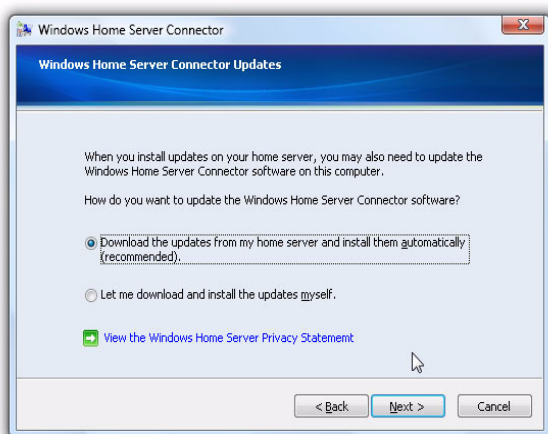 Windows Home Server Connector
Windows Home Server Connector Updates
When you install updates on your home server, you may also need to update the
Windows Home Server Connector software on this computer.
How do you want to update the Windows Home Server Connector software?
Download the updates from my home server and install them automatically
(recommended).
Let me download and install the updates myself.
View the Windows Home Server Privacy Statement
< Back
Next >
Cancel